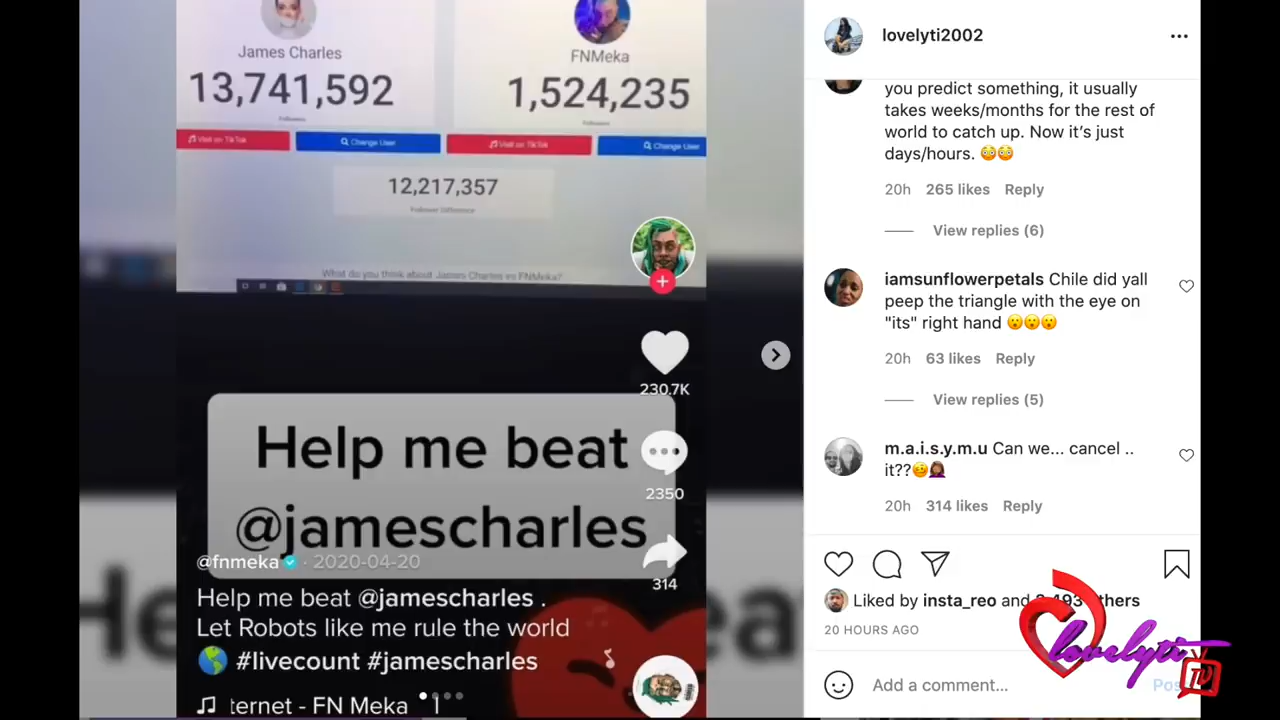 James Charles
13,741,592
Followers
Visit on TikTok
Change User
FNMeka
1,524,235
Followers
Visit on TikTok
Change User
12,217,357
Follower Difference
What do you think about James Charles vs FNMeka?
230.7K
2350
314
Help me beat
@jamescharles
@fnmeka · 2020-04-20
Help me beat @jamescharles .
Let Robots like me rule the world
🌎 #livecount #jamescharles
ternet - FN Meka
lovelyti2002
you predict something, it usually
takes weeks/months for the rest of
world to catch up. Now it's just
days/hours. 😳😳
20h 265 likes Reply
View replies (6)
iamsunflowerpetals Chile did yall
peep the triangle with the eye on
"its" right hand 😮😮😮
20h 63 likes Reply
View replies (5)
m.a.i.s.y.m.u Can we... cancel ..
it??🥴🤦🏾‍♀️
20h 314 likes Reply
Liked by insta_reo and 3,493 others
20 HOURS AGO
Add a comment...
Lovelyti
TV